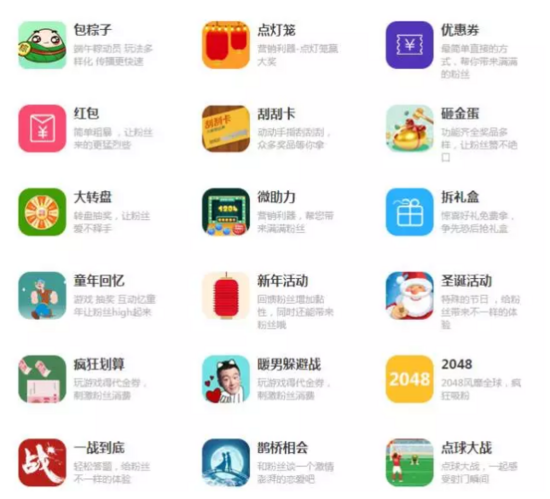 包粽子
端午粽动员 玩法多
样化 传播更快速
点灯笼
营销利器-点灯笼赢
大奖
优惠券
最简单直接的方
式，帮你带来满满
的粉丝
红包
简单粗暴，让粉丝
来的更猛烈些
刮刮卡
刮刮卡
动动手指刮刮刮，
众多奖品等你拿
砸金蛋
功能齐全奖品多
样，让粉丝赞不绝
口
大转盘
转盘抽奖，让粉丝
爱不释手
120%
微助力
营销利器，帮您带
来满满粉丝
拆礼盒
惊喜好礼免费拿，
争先恐后抢礼盒
童年回忆
游戏 抽奖 互动忆童
年让粉丝high起来
新年活动
回馈粉丝增加黏
性，同时还能带来
粉丝哦
圣诞活动
特殊的节日，给粉
丝带来不一样的体
验
疯狂划算
玩游戏得代金券，
刺激粉丝消费
暖男躲避战
玩游戏得代金券，
刺激粉丝消费
2048
2048
2048风靡全球，疯
狂吸粉
战
一战到底
轻松答题，给粉丝
不一样的体验
鹊桥相会
和粉丝谈一个激情
澎湃的恋爱吧
点球大战
点球大战，一起感
受射门瞬间